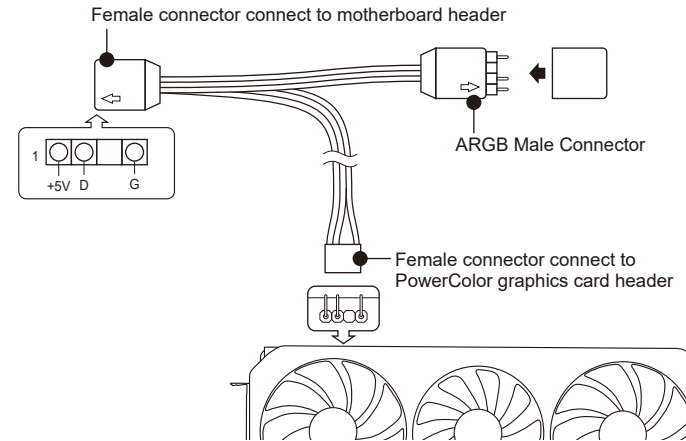 Female connector connect to motherboard header
ARGB Male Connector
1
+5V D G
Female connector connect to
PowerColor graphics card header